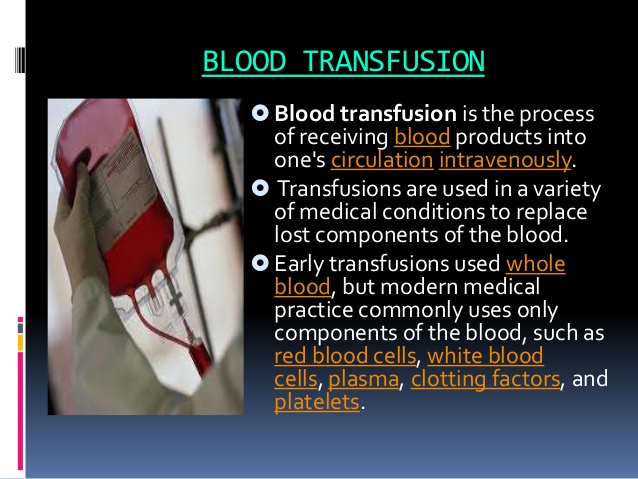 BLOOD TRANSFUSION
Blood transfusion is the process
of receiving blood products into
one's circulation intravenously.
Transfusions are used in a variety
of medical conditions to replace
lost components of the blood.
Early transfusions used whole
blood, but modern medical
practice commonly uses only
components of the blood, such as
red blood cells, white blood
cells, plasma, clotting factors, and
platelets.